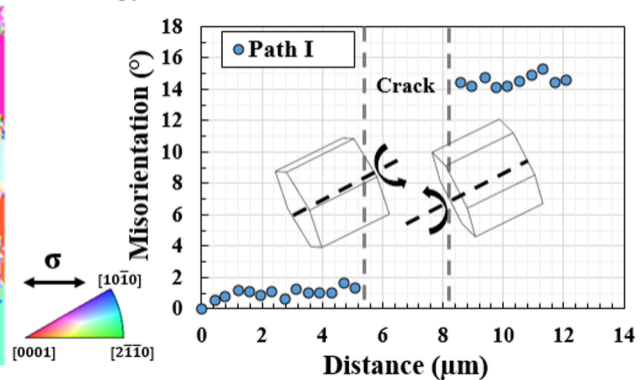 18
16
14
12
10
8
6
4
2
0
Misorientation (°)
Path I
Crack
0 2 4 6 8 10 12 14
Distance (μm)
σ
[101̅0]
[0001] [21̅1̅0]